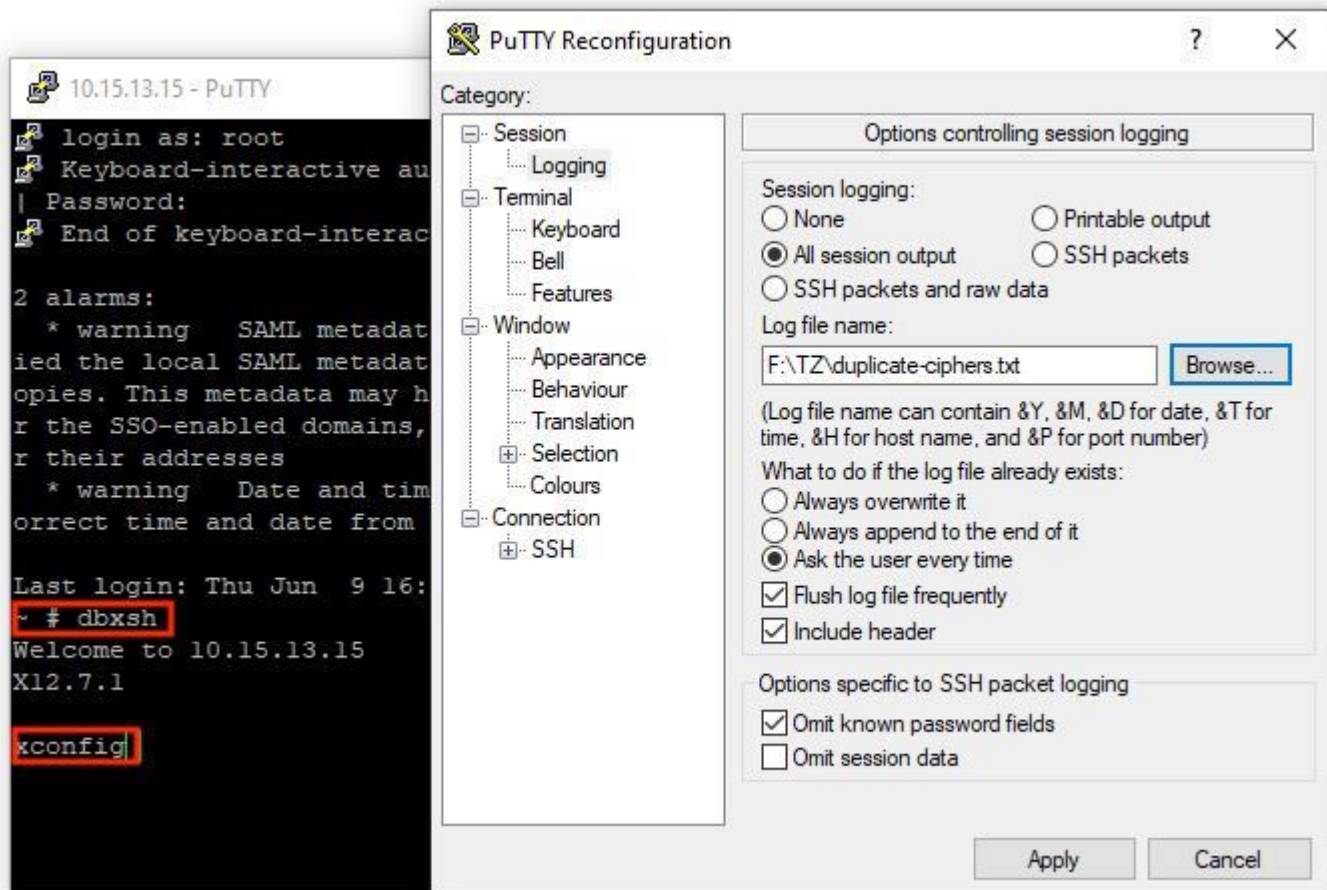 10.15.13.15 - PuTTY
login as: root
Keyboard-interactive au
| Password:
End of keyboard-interac
2 alarms:
* warning SAML metadat
ied the local SAML metadat
opies. This metadata may h
r the SSO-enabled domains,
r their addresses
* warning Date and tim
orrect time and date from
Last login: Thu Jun 9 16:
~ # dbxsh
Welcome to 10.15.13.15
X12.7.1
xconfig
PuTTY Reconfiguration
Category:
Session
Logging
Terminal
Keyboard
Bell
Features
Window
Appearance
Behaviour
Translation
Selection
Colours
Connection
SSH
Options controlling session logging
Session logging:
None Printable output
All session output SSH packets
SSH packets and raw data
Log file name:
F:\TZ\duplicate-ciphers.txt Browse...
(Log file name can contain &Y, &M, &D for date, &T for
time, &H for host name, and &P for port number)
What to do if the log file already exists:
Always overwrite it
Always append to the end of it
Ask the user every time
Flush log file frequently
Include header
Options specific to SSH packet logging
Omit known password fields
Omit session data
Apply Cancel